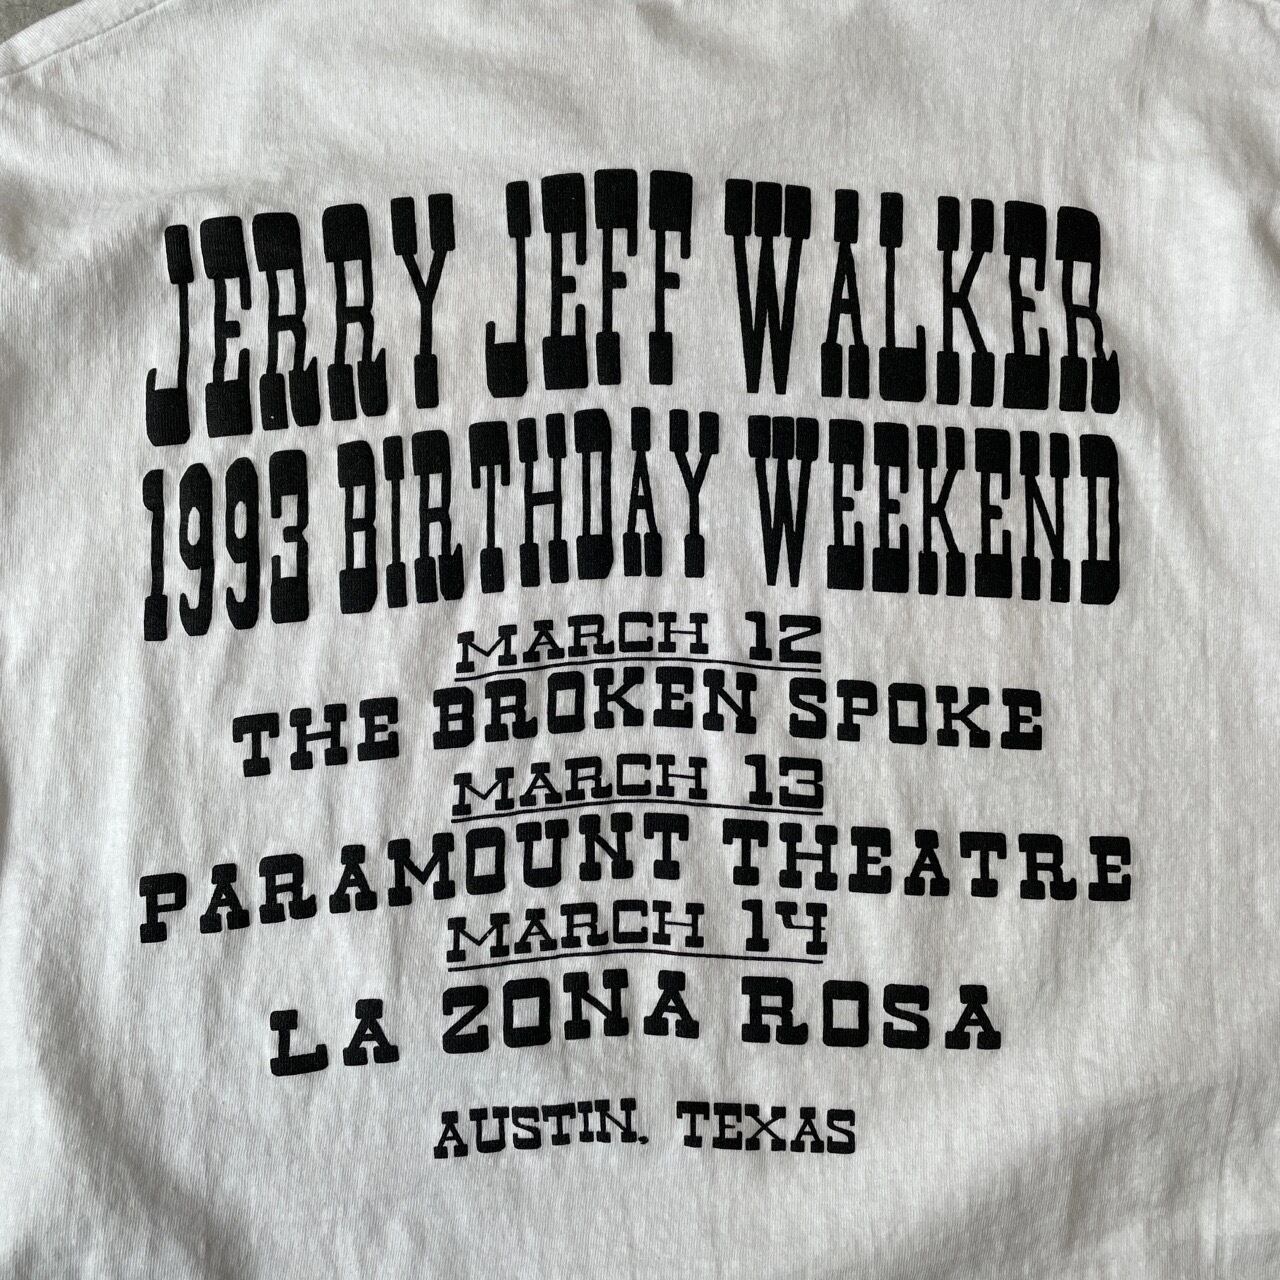 JERRY JEFF WALKER
1993 BIRTHDAY WEEKEND
MARCH 12
THE BROKEN SPOKE
MARCH 13
PARAMOUNT THEATRE
MARCH 14
LA ZONA ROSA
AUSTIN, TEXAS